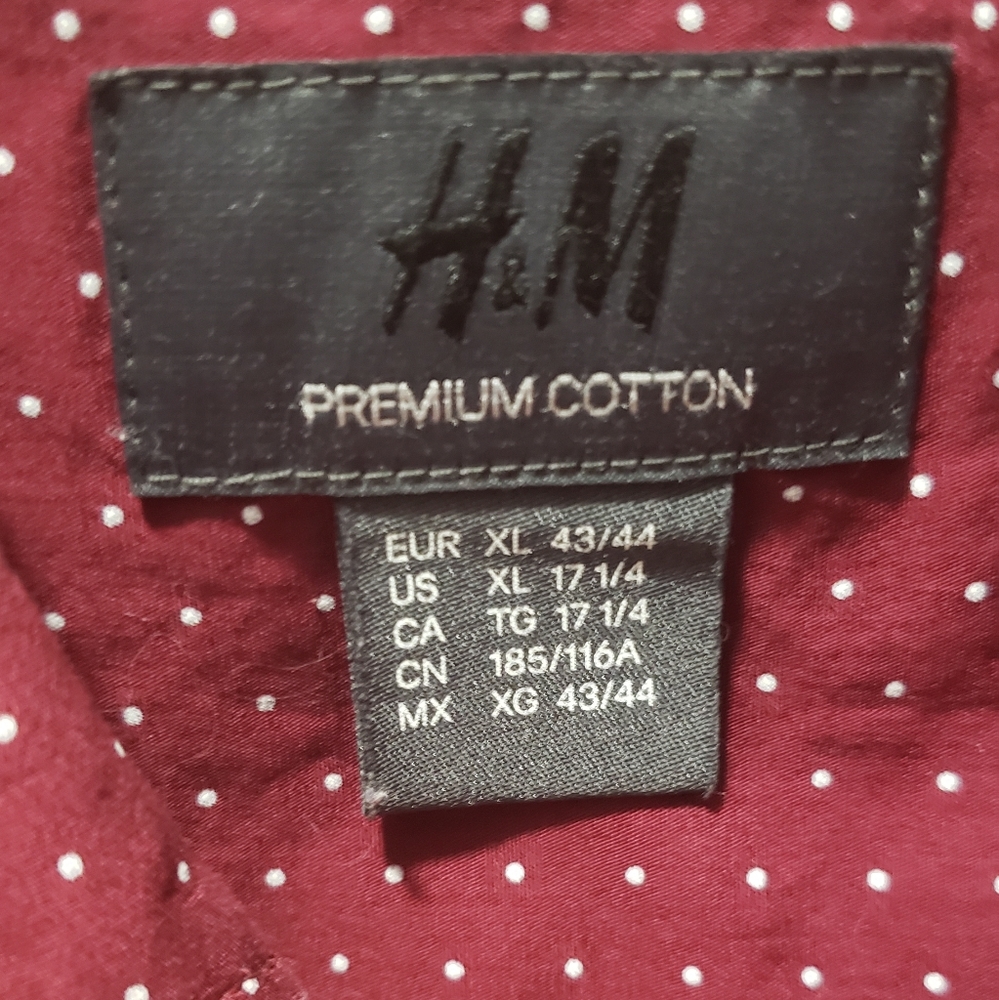 H&M
PREMIUM COTTON
EUR XL 43/44
US XL 17 1/4
CA TG 17 1/4
CN 185/116A
MX XG 43/44